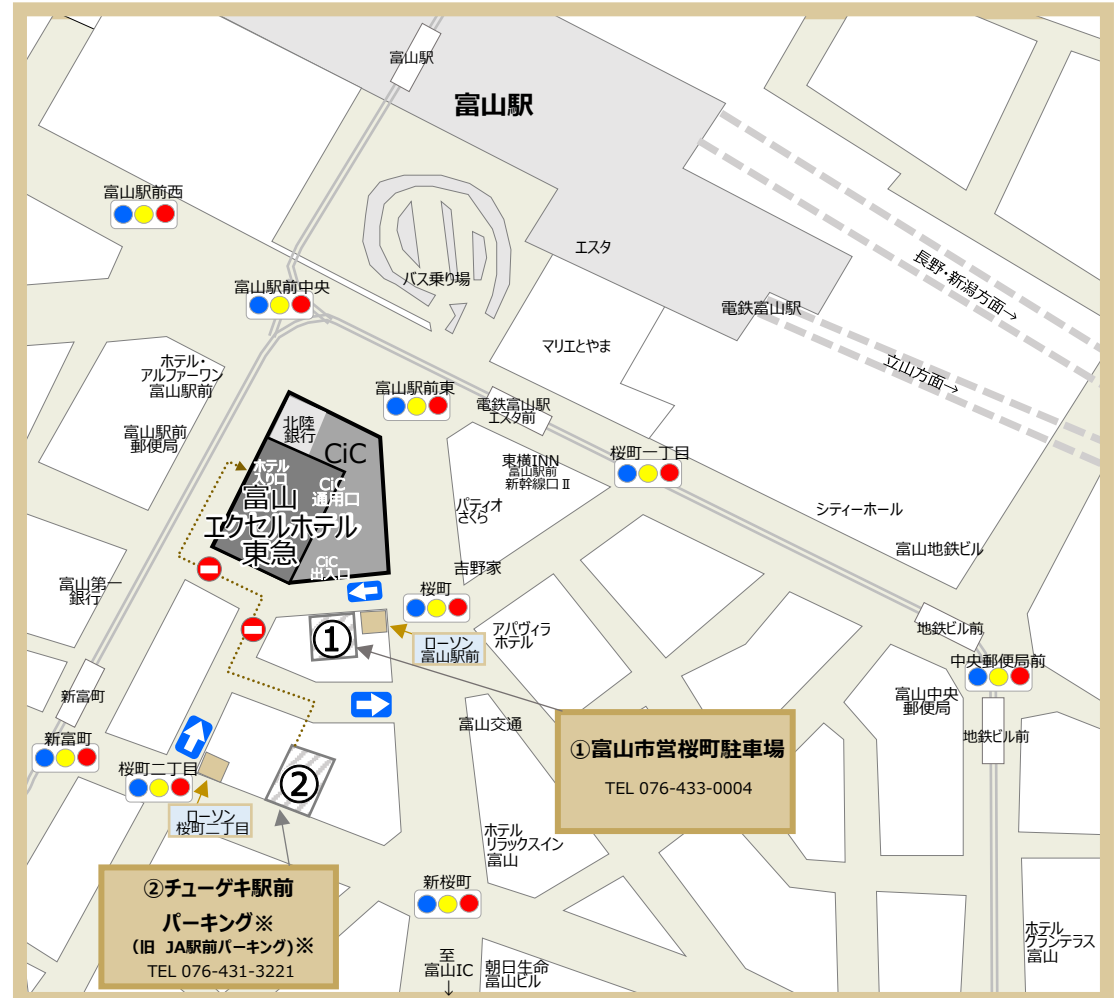 富山駅
富山駅
富山駅前西
エスタ
長野・新潟方面→
バス乗り場
富山駅前中央
電鉄富山駅
マリエとやま
立山方面→
ホテル・
アルファーワン
富山駅前
富山駅前東
電鉄富山駅
エスタ前
北陸
銀行
富山駅前
郵便局
CiC
桜町一丁目
東横INN
富山駅前
新幹線口Ⅱ
ホテル
入り口
CiC
通用口
富山
エクセルホテル
東急
パティオ
さくら
シティーホール
富山地鉄ビル
CiC
出入口
吉野家
富山第一
銀行
桜町
①
アパヴィラ
ホテル
地鉄ビル前
ローソン
富山駅前
中央郵便局前
新富町
富山中央
郵便局
富山交通
新富町
地鉄ビル前
①富山市営桜町駐車場
TEL 076-433-0004
桜町二丁目
②
ローソン
桜町二丁目
ホテル
リラックスイン
富山
②チューゲキ駅前
パーキング※
(旧 JA駅前パーキング)※
TEL 076-431-3221
新桜町
ホテル
グランテラス
富山
至
富山IC
↓
朝日生命
富山ビル